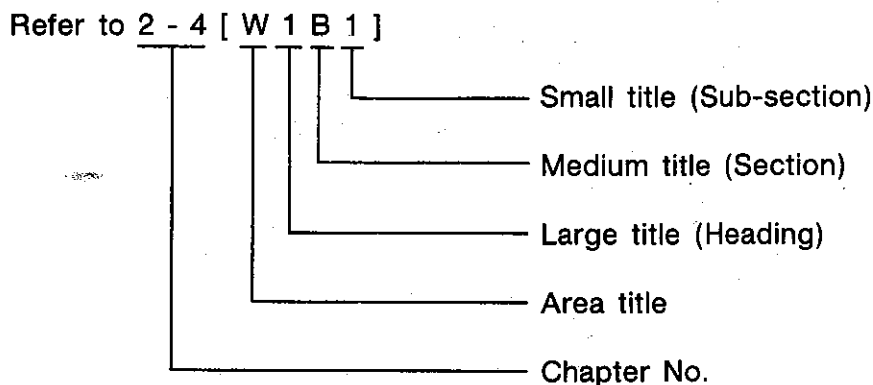 Refer to 2 - 4 [ W 1 B 1 ]
Small title (Sub-section)
Medium title (Section)
Large title (Heading)
Area title
Chapter No.